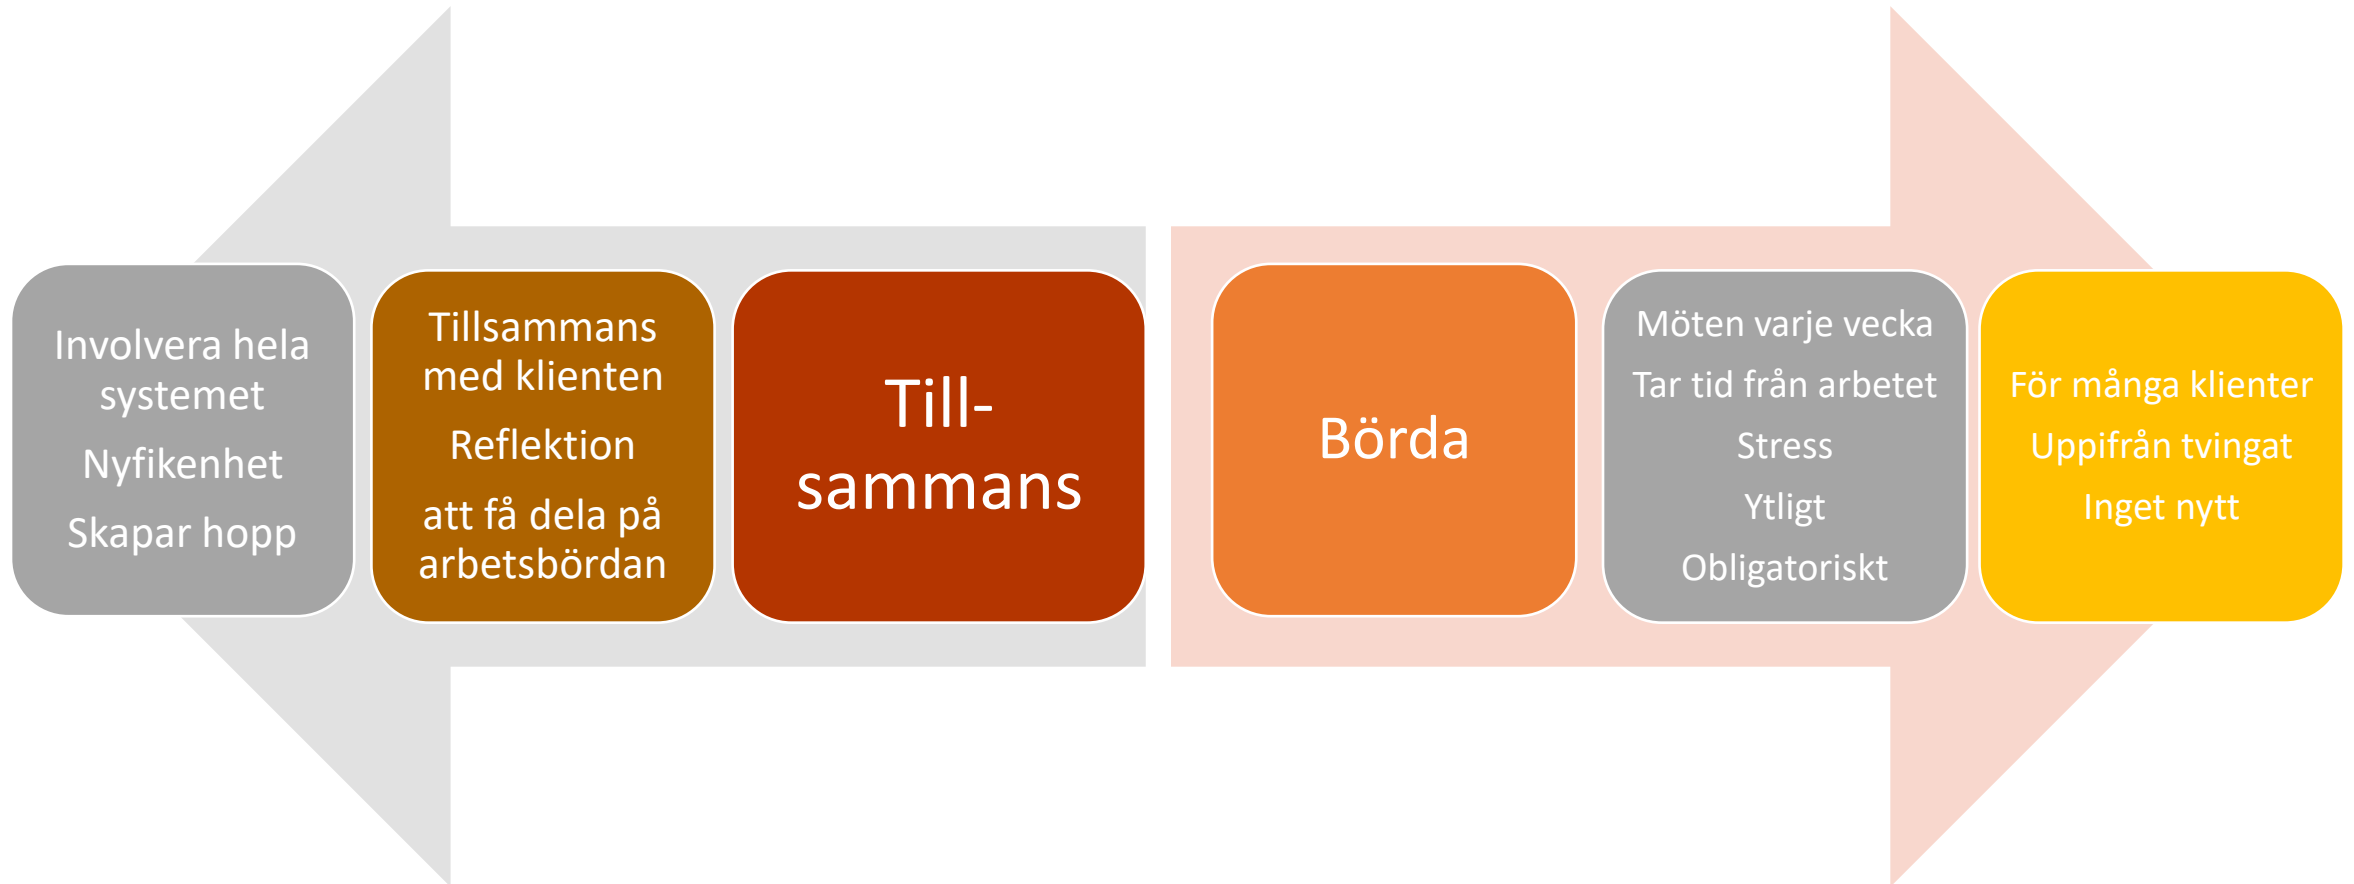 Involvera hela
systemet
Nyfikenhet
Skapar hopp
Tillsammans
med klienten
Reflektion
att få dela på
arbetsbördan
Till-
sammans
Börda
Möten varje vecka
Tar tid från arbetet
Stress
Ytligt
Obligatoriskt
För många klienter
Uppifrån tvingat
Inget nytt